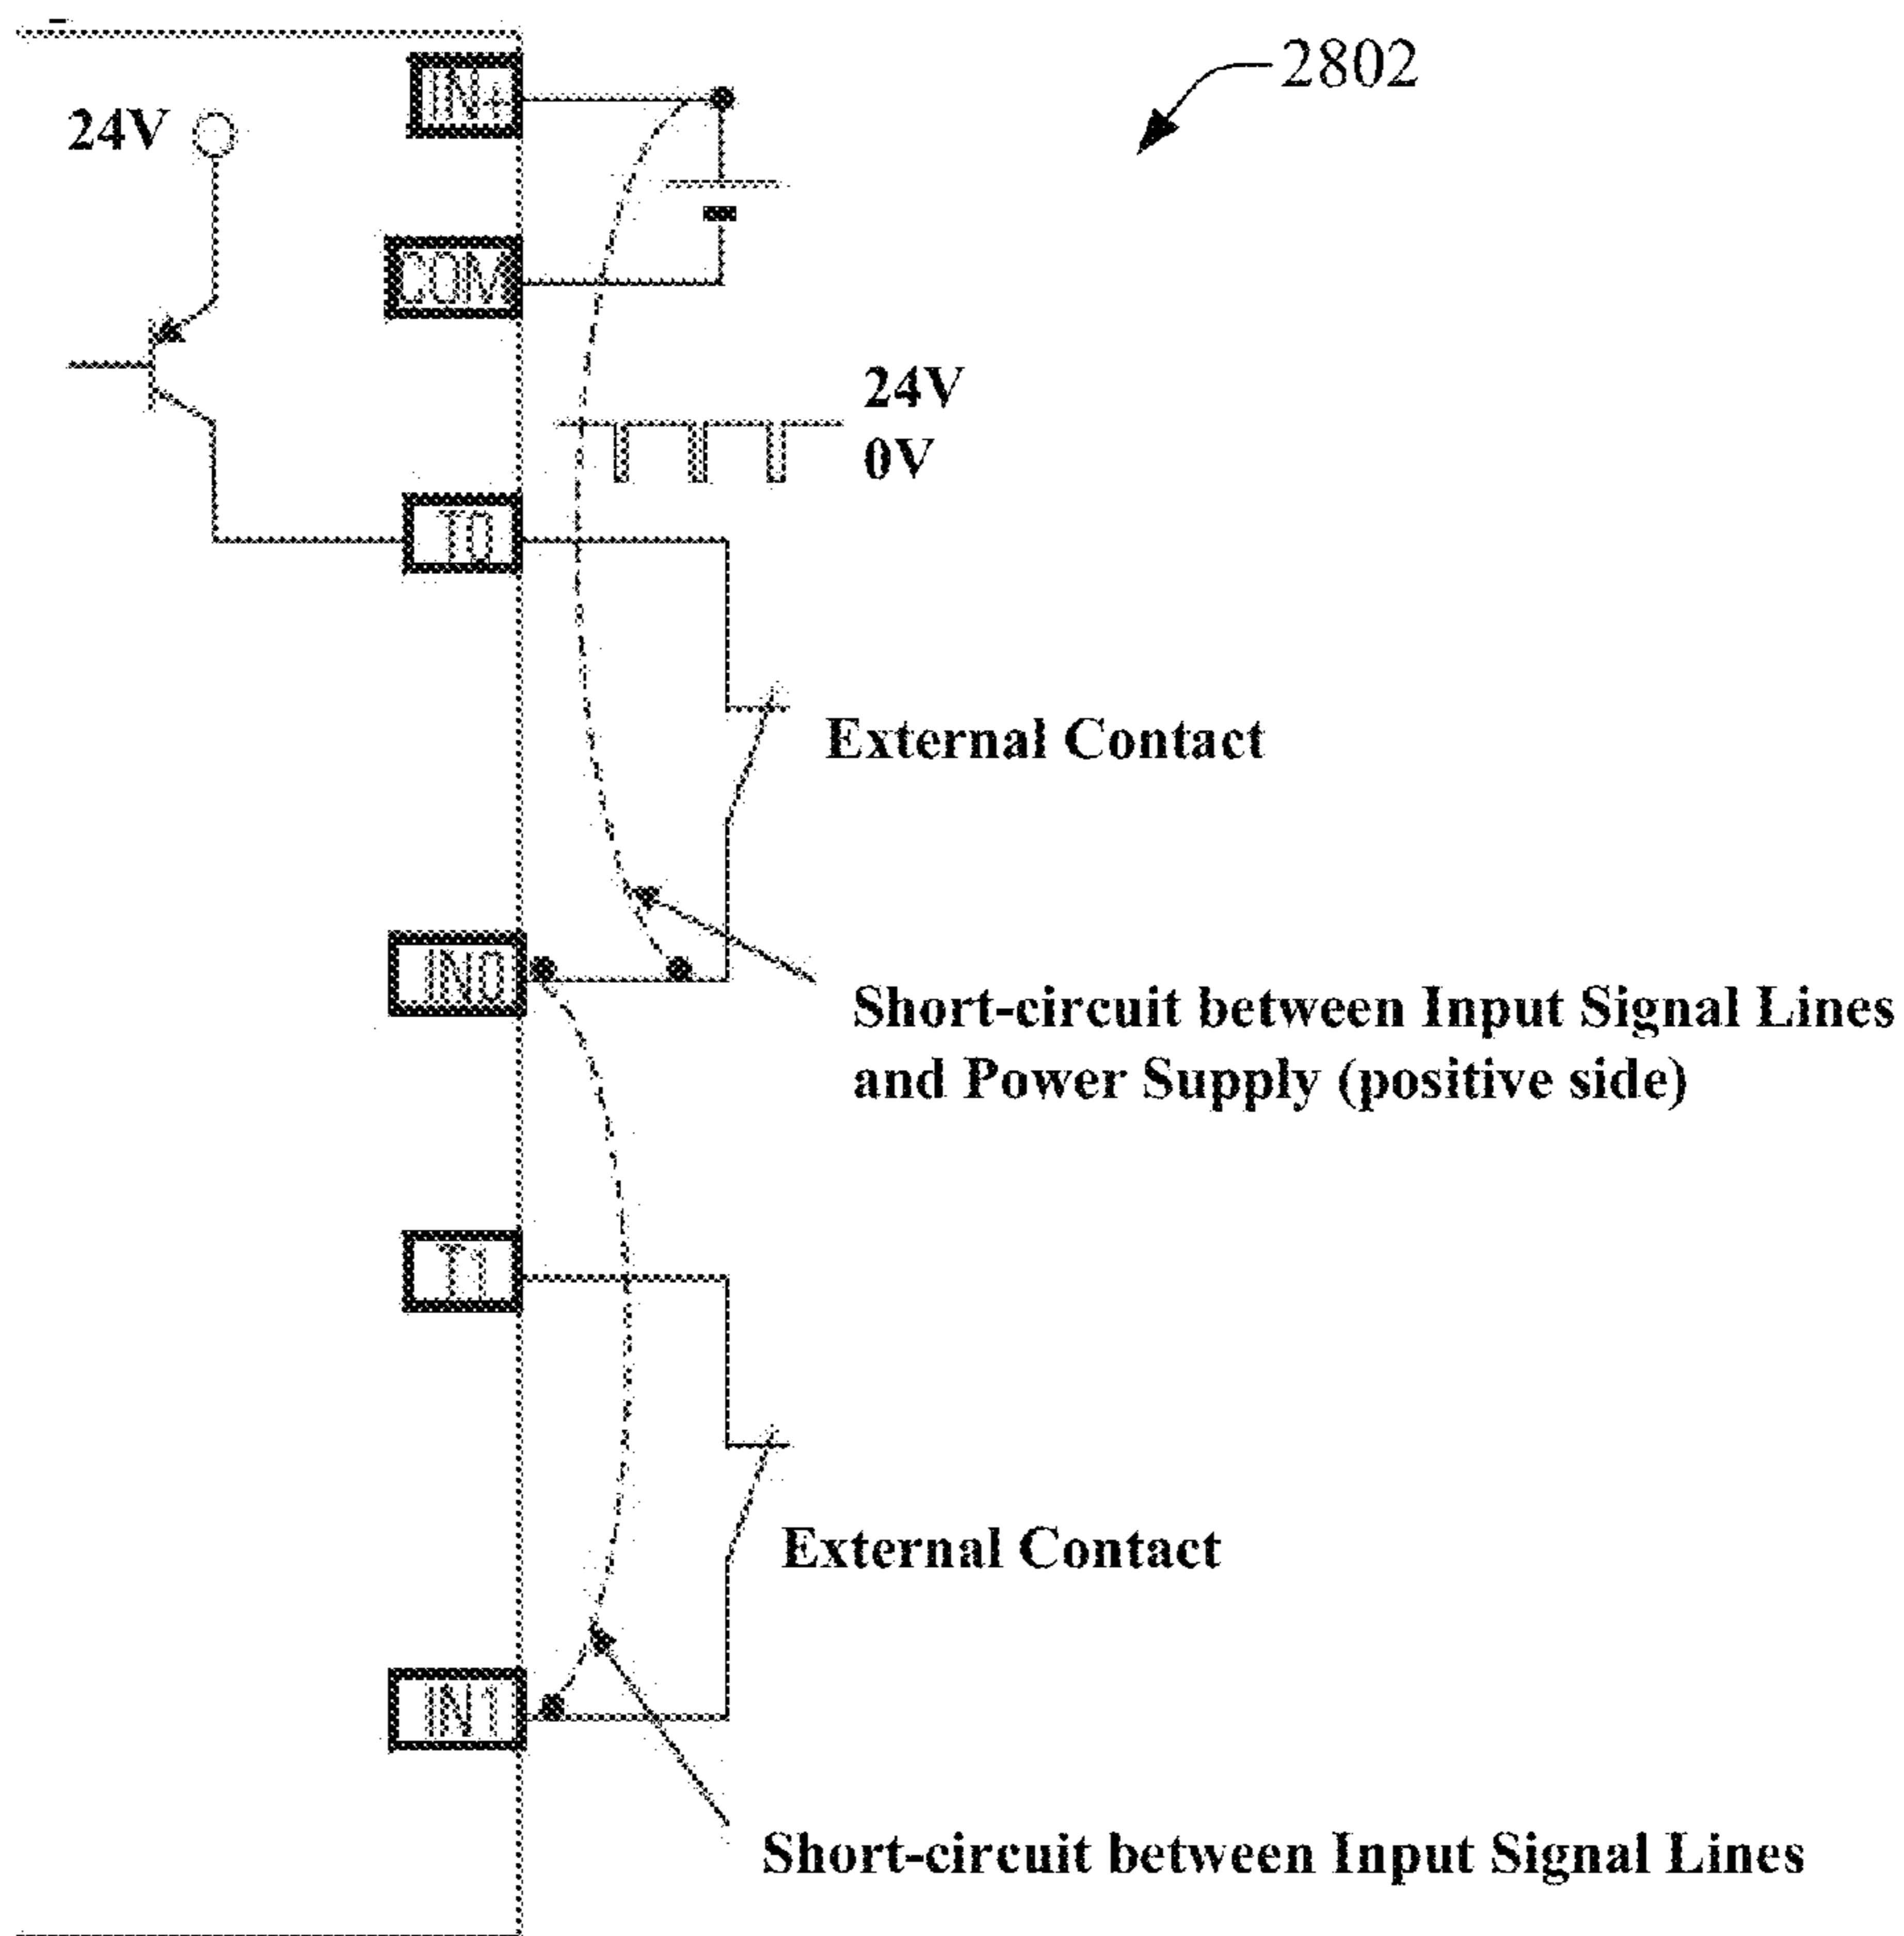 2802
IN+
24V
COM
24V
0V
T0
External Contact
IN0
Short-circuit between Input Signal Lines
and Power Supply (positive side)
T1
External Contact
IN1
Short-circuit between Input Signal Lines